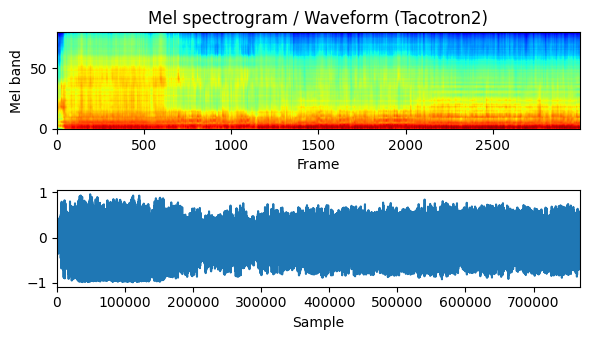 Mel spectrogram / Waveform (Tacotron2)
Mel band
50
0
0 500 1000 1500 2000 2500
Frame
1
0
−1
0 100000 200000 300000 400000 500000 600000 700000
Sample